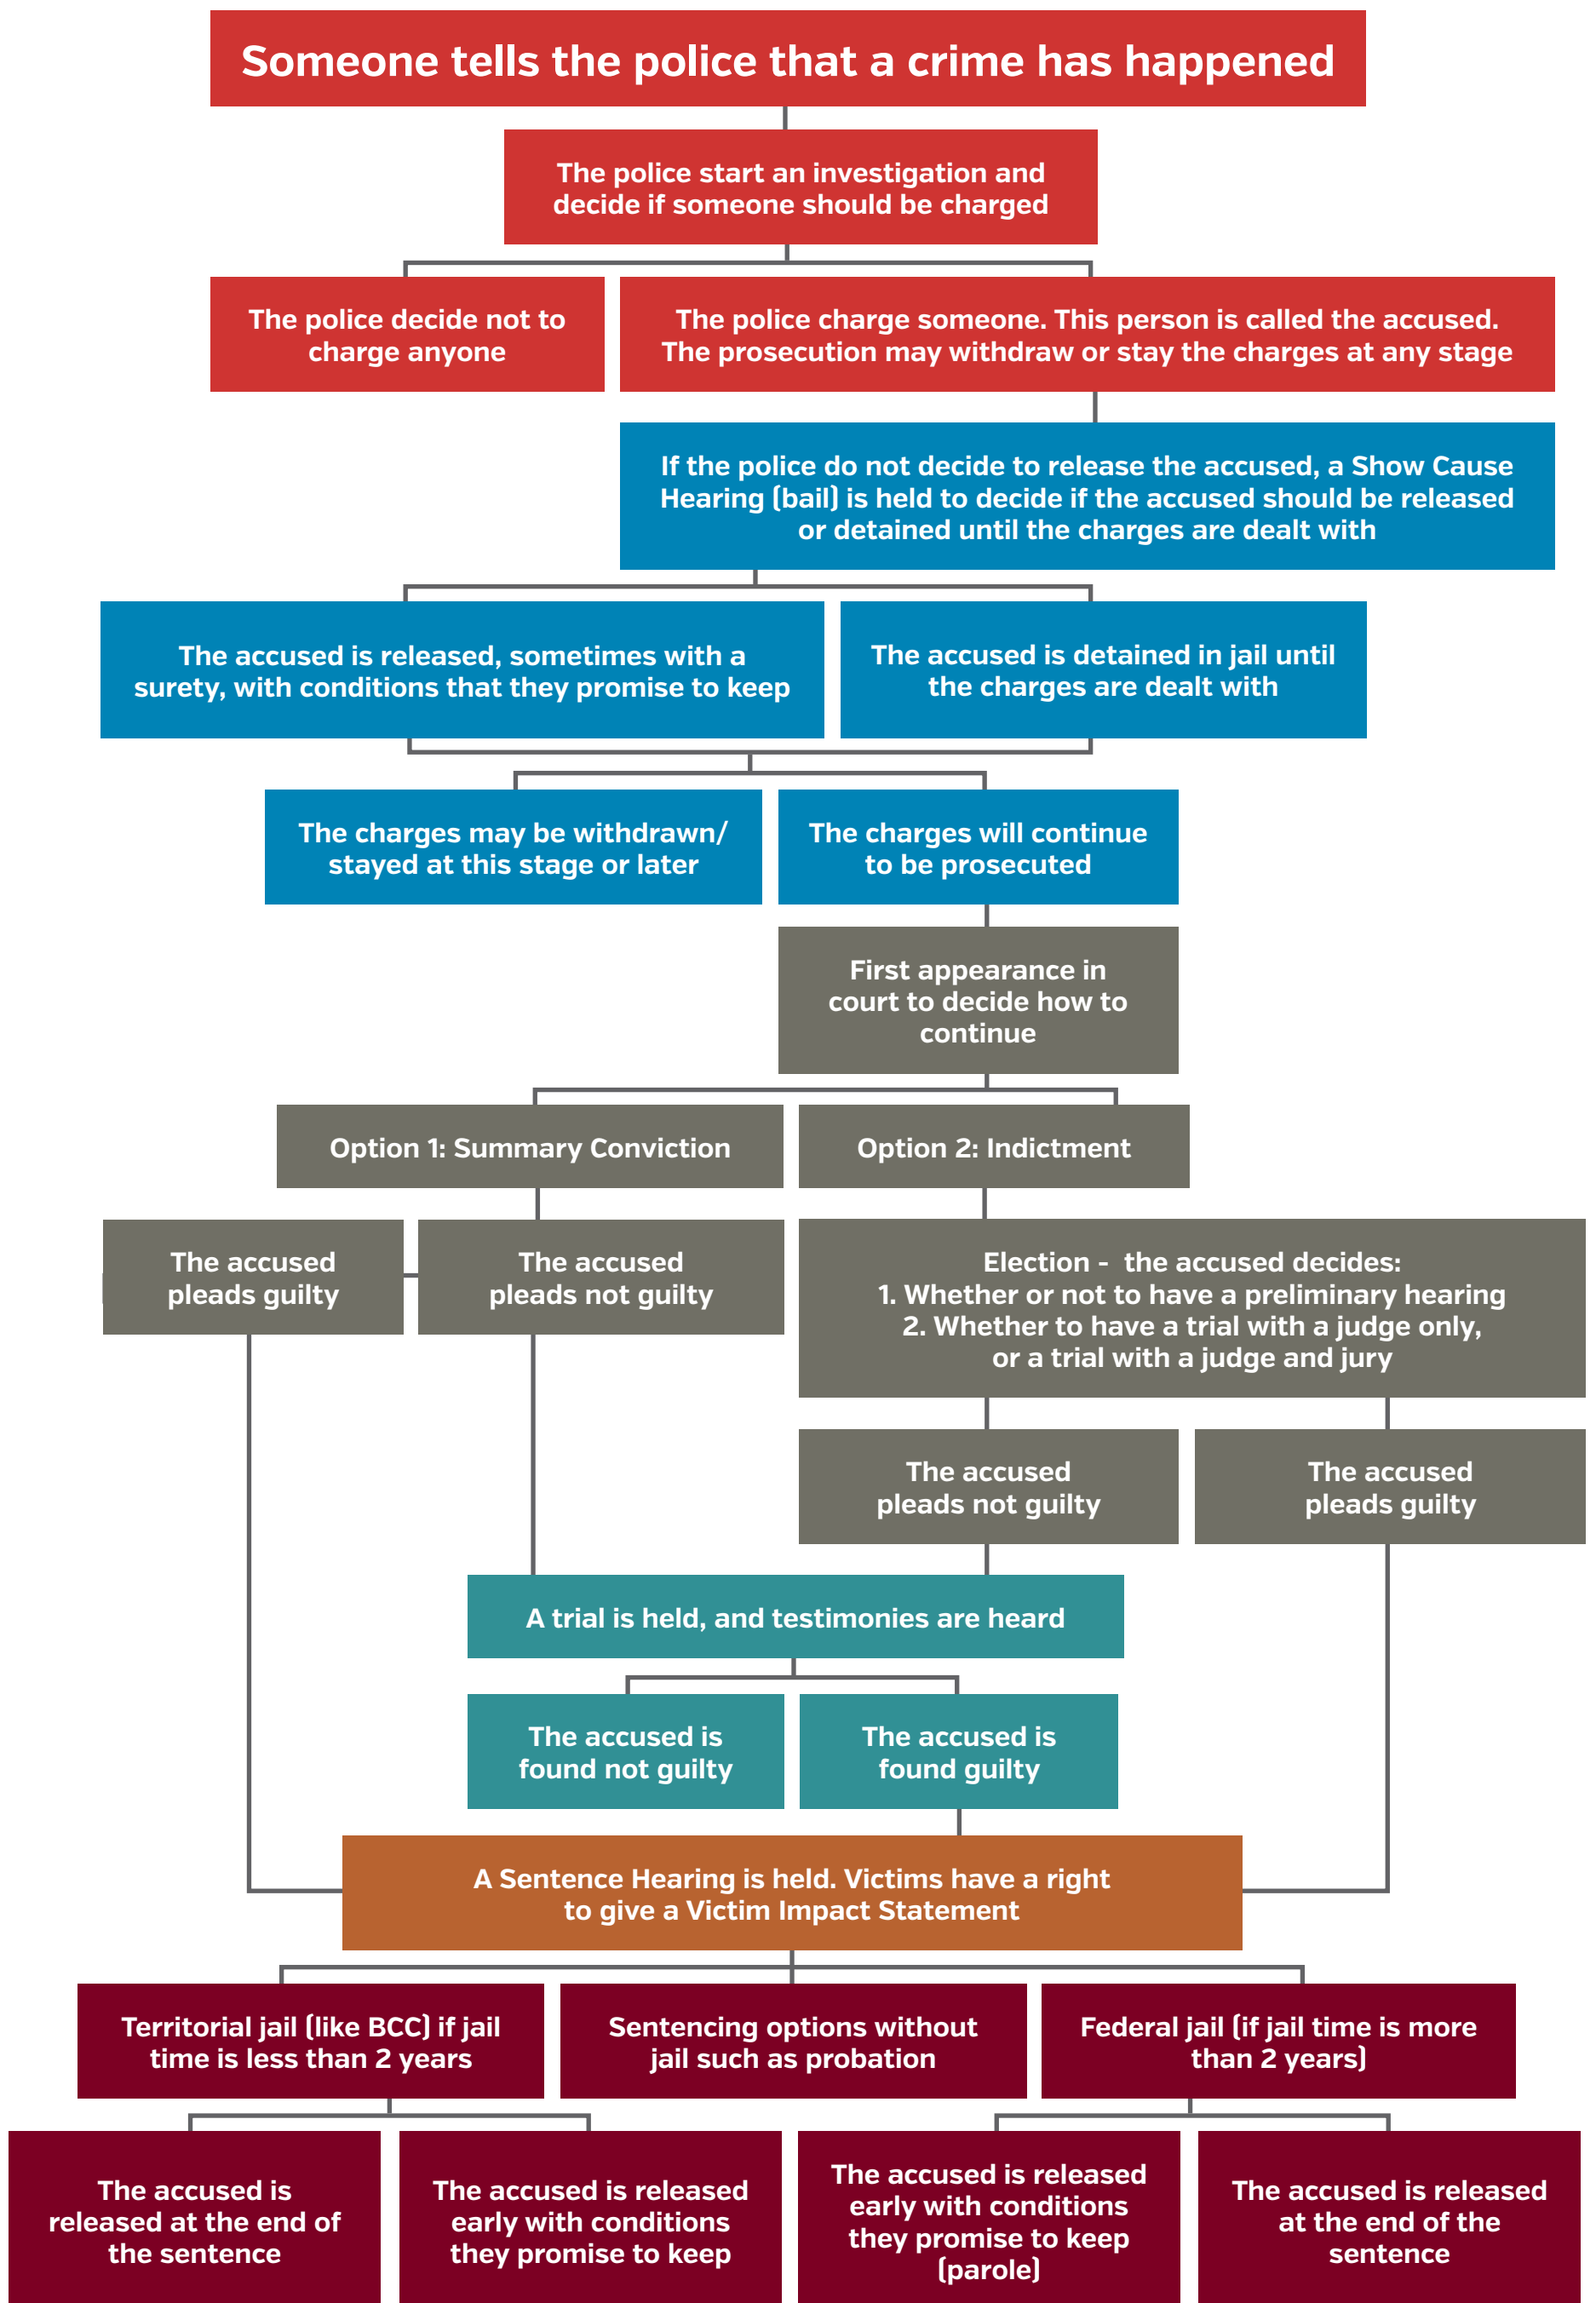 Someone tells the police that a crime has happened
The police start an investigation and
decide if someone should be charged
The police decide not to
charge anyone
The police charge someone. This person is called the accused.
The prosecution may withdraw or stay the charges at any stage
If the police do not decide to release the accused, a Show Cause
Hearing (bail) is held to decide if the accused should be released
or detained until the charges are dealt with
The accused is released, sometimes with a
surety, with conditions that they promise to keep
The accused is detained in jail until
the charges are dealt with
The charges may be withdrawn/
stayed at this stage or later
The charges will continue
to be prosecuted
First appearance in
court to decide how to
continue
Option 1: Summary Conviction
Option 2: Indictment
The accused
pleads guilty
The accused
pleads not guilty
Election - the accused decides:
1. Whether or not to have a preliminary hearing
2. Whether to have a trial with a judge only,
or a trial with a judge and jury
The accused
pleads not guilty
The accused
pleads guilty
A trial is held, and testimonies are heard
The accused is
found not guilty
The accused is
found guilty
A Sentence Hearing is held. Victims have a right
to give a Victim Impact Statement
Territorial jail (like BCC) if jail
time is less than 2 years
Sentencing options without
jail such as probation
Federal jail (if jail time is more
than 2 years)
The accused is
released at the end of
the sentence
The accused is released
early with conditions
they promise to keep
The accused is released
early with conditions
they promise to keep
(parole)
The accused is released
at the end of the
sentence